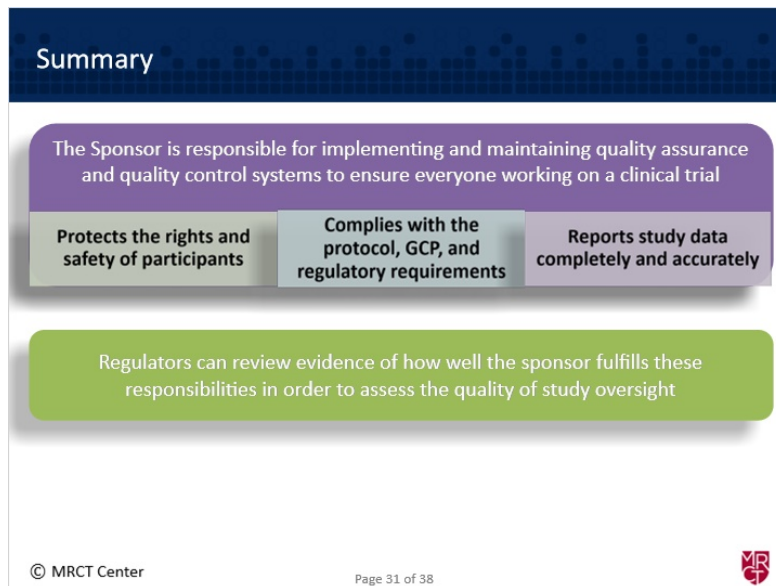 Summary
The Sponsor is responsible for implementing and maintaining quality assurance
and quality control systems to ensure everyone working on a clinical trial
Protects the rights and
safety of participants
Complies with the
protocol, GCP, and
regulatory requirements
Reports study data
completely and accurately
Regulators can review evidence of how well the sponsor fulfills these
responsibilities in order to assess the quality of study oversight
© MRCT Center
Page 31 of 38
MR
CT